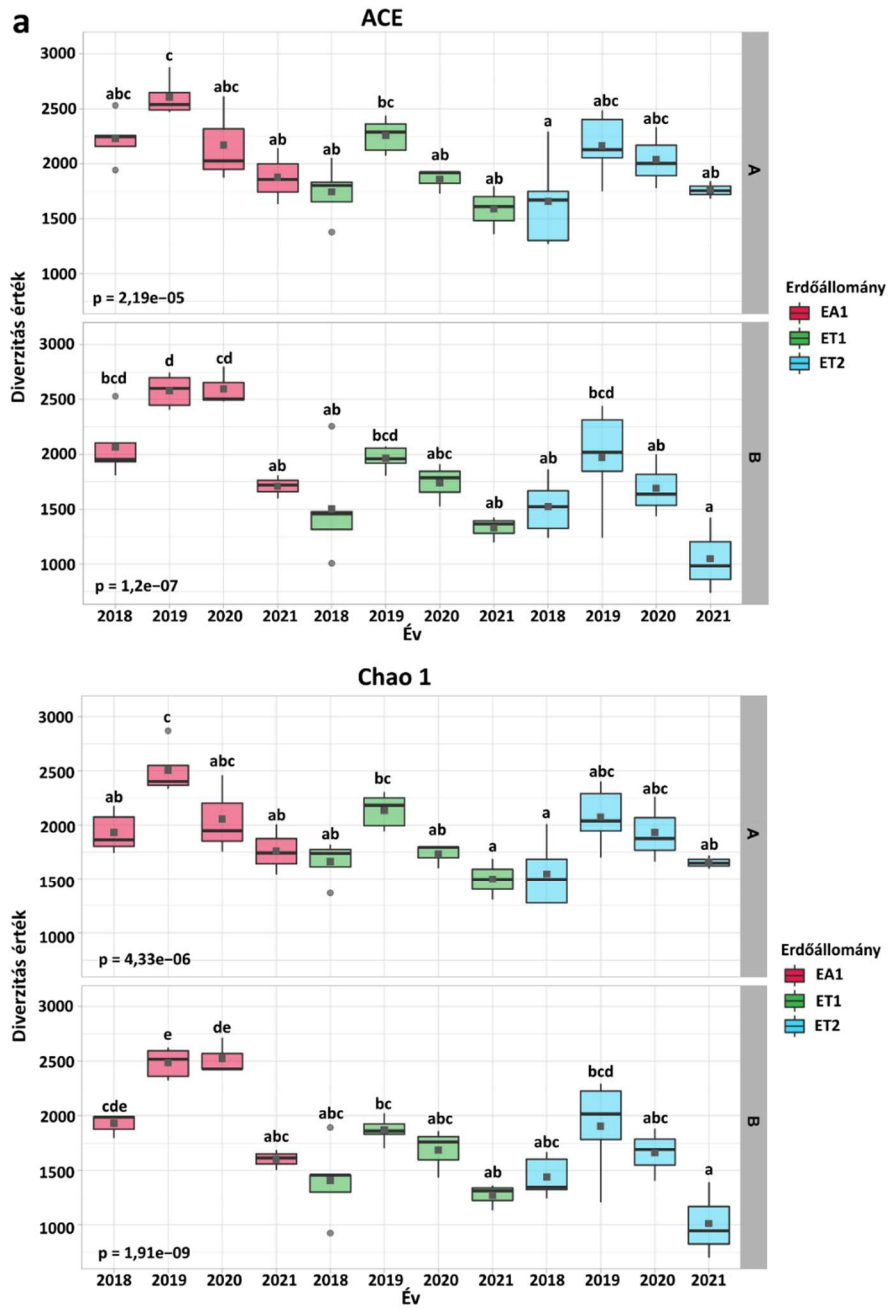 a
ACE
3000
c
abc
abc
bc
a
abc
2500
abc
ab
ab
ab
2000
ab
ab
1500
1000
p = 2,19e−05
A
Diverzitás érték
Erdőállomány
EA1
ET1
ET2
3000
d
cd
bcd
bcd
2500
ab
bcd
ab
2000
ab
abc
ab
1500
ab
a
1000
p = 1,2e−07
B
2018 2019 2020 2021 2018 2019 2020 2021 2018 2019 2020 2021
Év
Chao 1
3000
c
abc
abc
2500
bc
abc
ab
ab
a
2000
ab
ab
a
ab
1500
1000
p = 4,33e−06
A
Diverzitás érték
Erdőállomány
EA1
ET1
ET2
3000
e
de
2500
bcd
cde
bc
2000
abc
abc
abc
abc
abc
1500
ab
a
1000
p = 1,91e−09
B
2018 2019 2020 2021 2018 2019 2020 2021 2018 2019 2020 2021
Év